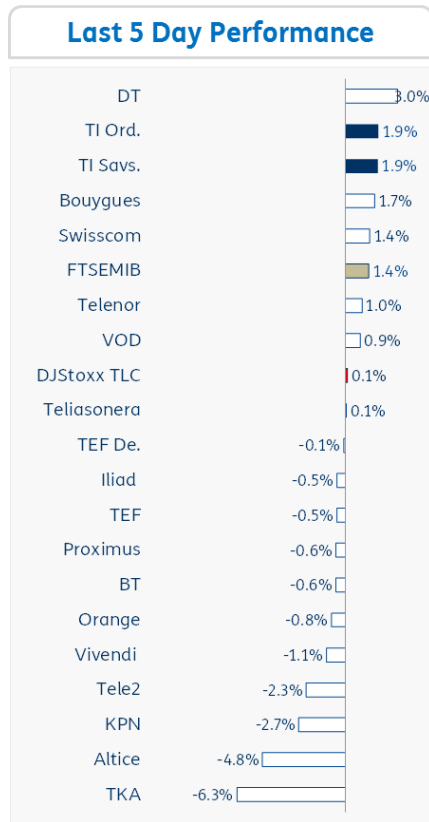 Last 5 Day Performance
DT 3.0%
TI Ord. 1.9%
TI Savs. 1.9%
Bouygues 1.7%
Swisscom 1.4%
FTSEMIB 1.4%
Telenor 1.0%
VOD 0.9%
DJStoxx TLC 0.1%
Teliasonera 0.1%
TEF De. -0.1%
Iliad -0.5%
TEF -0.5%
Proximus -0.6%
BT -0.6%
Orange -0.8%
Vivendi -1.1%
Tele2 -2.3%
KPN -2.7%
Altice -4.8%
TKA -6.3%